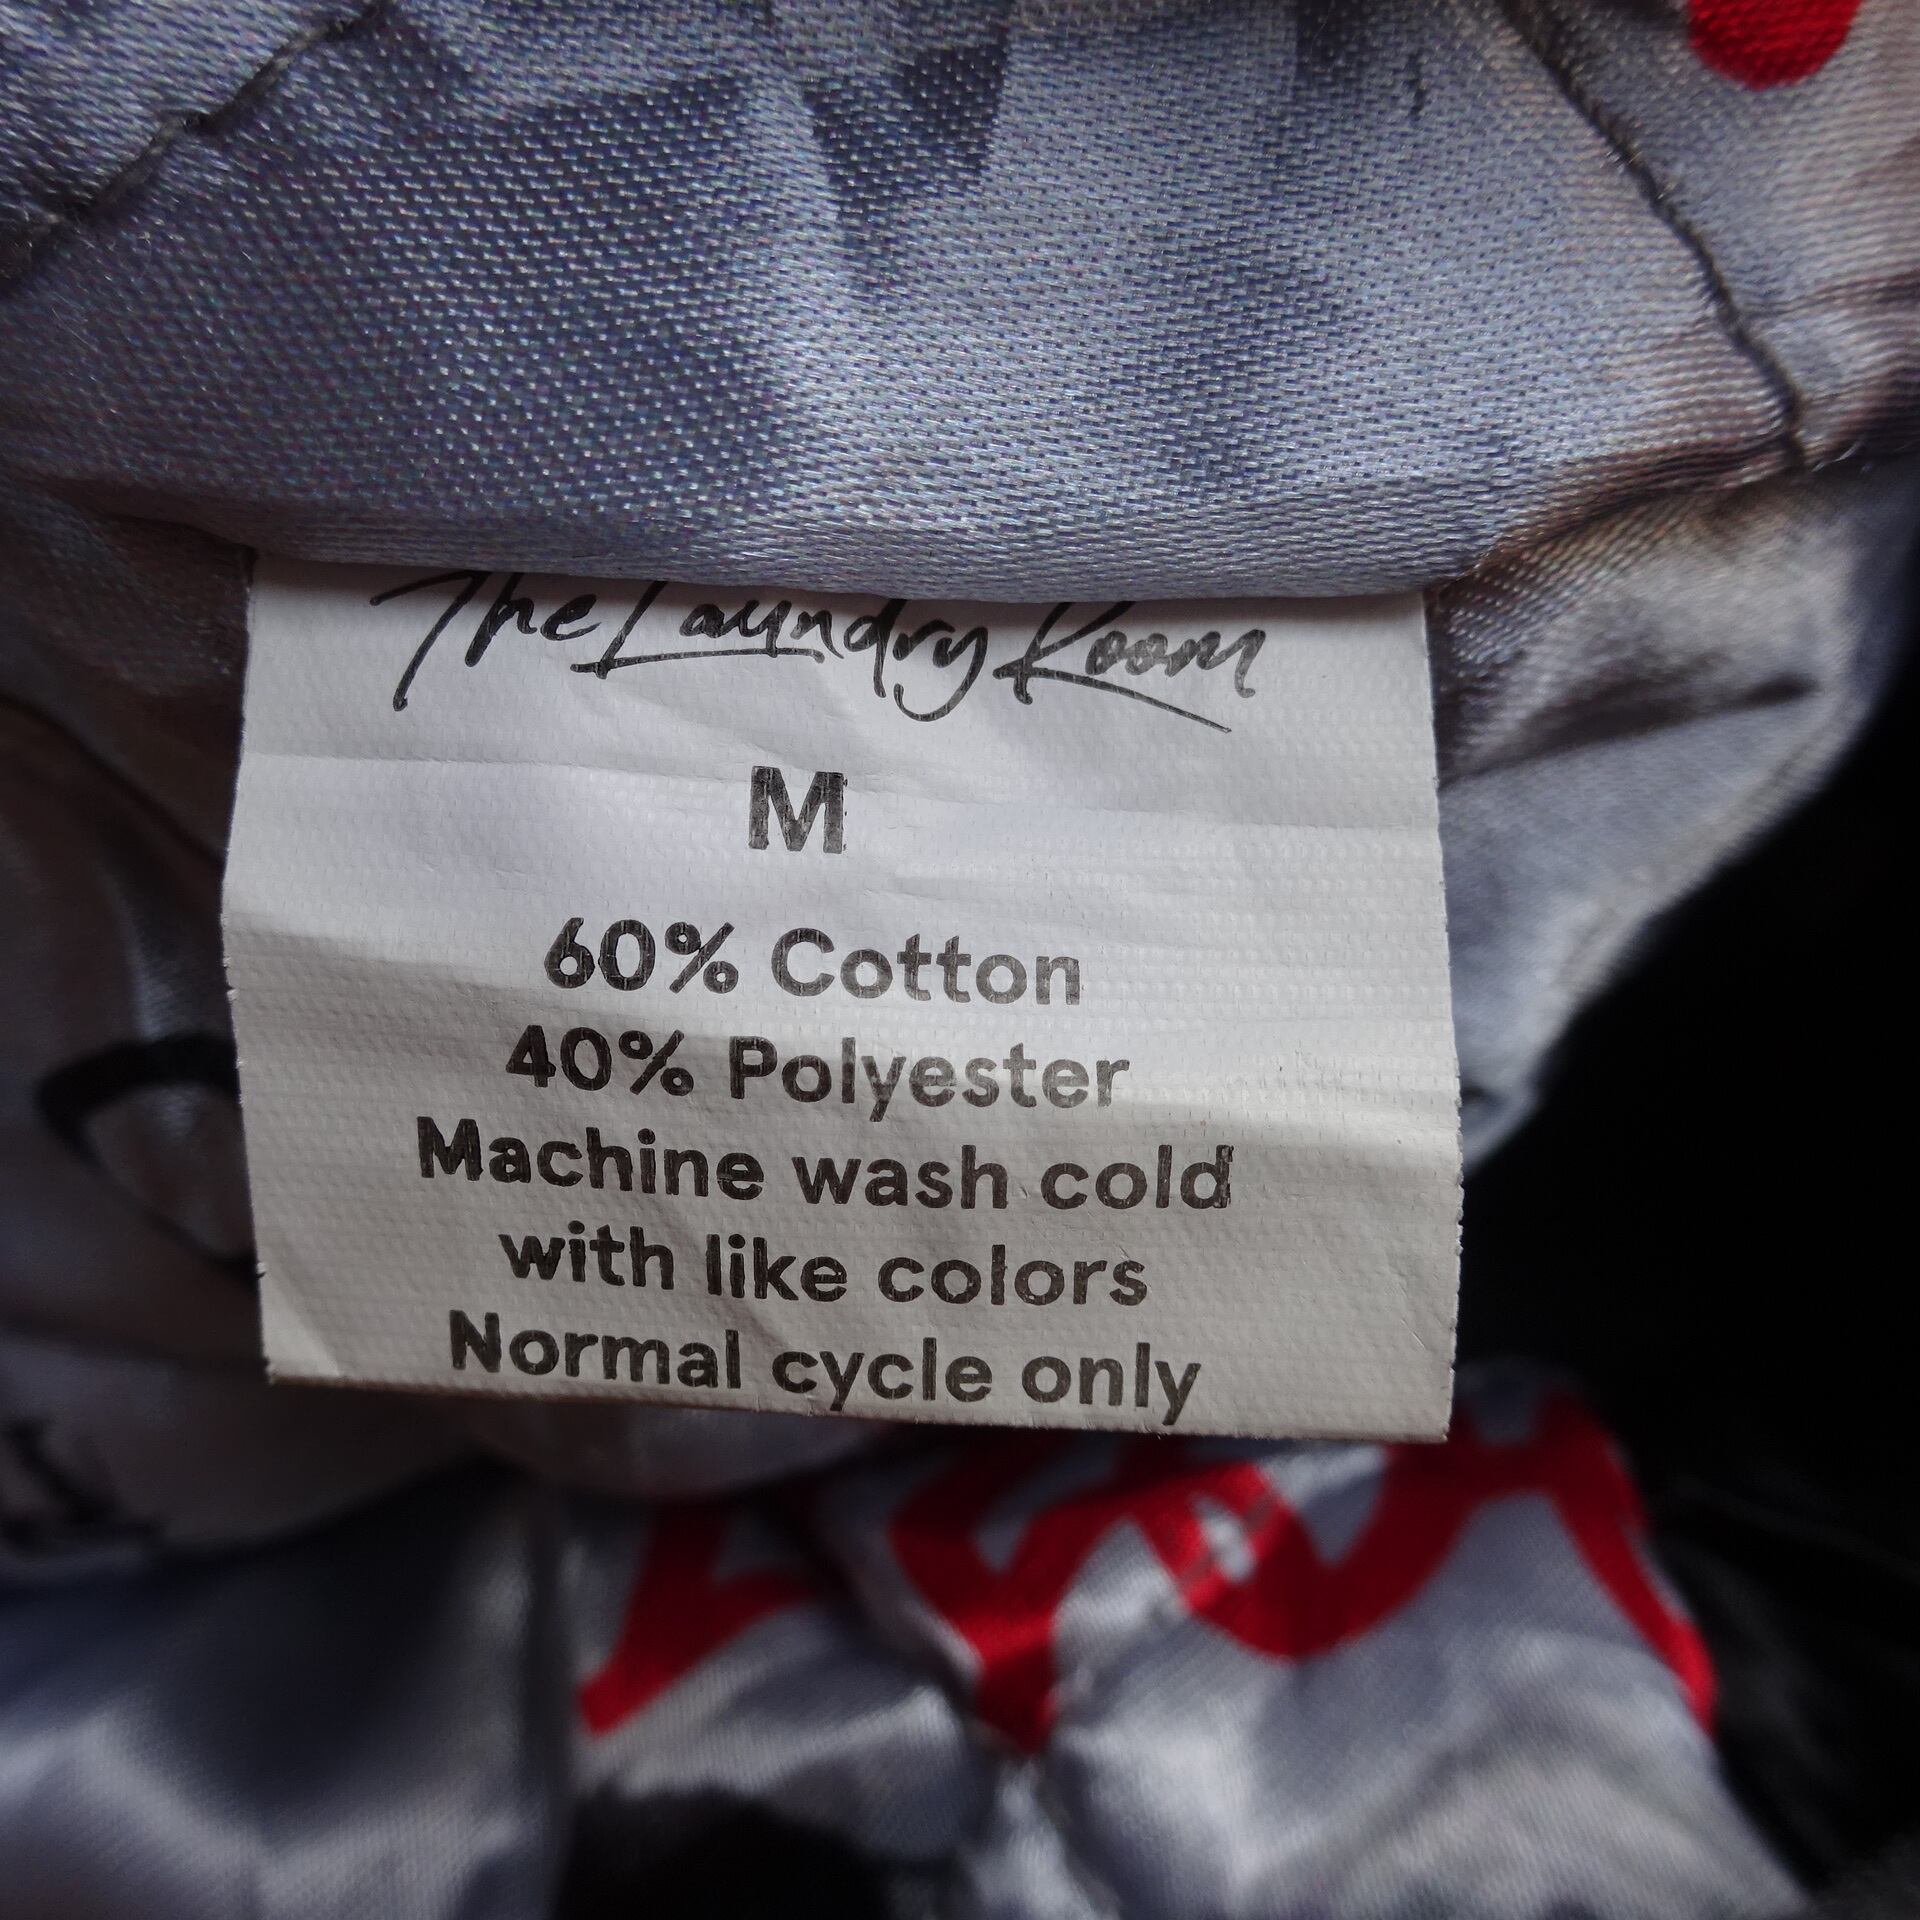 The Laundry Room
M
60% Cotton
40% Polyester
Machine wash cold
with like colors
Normal cycle only